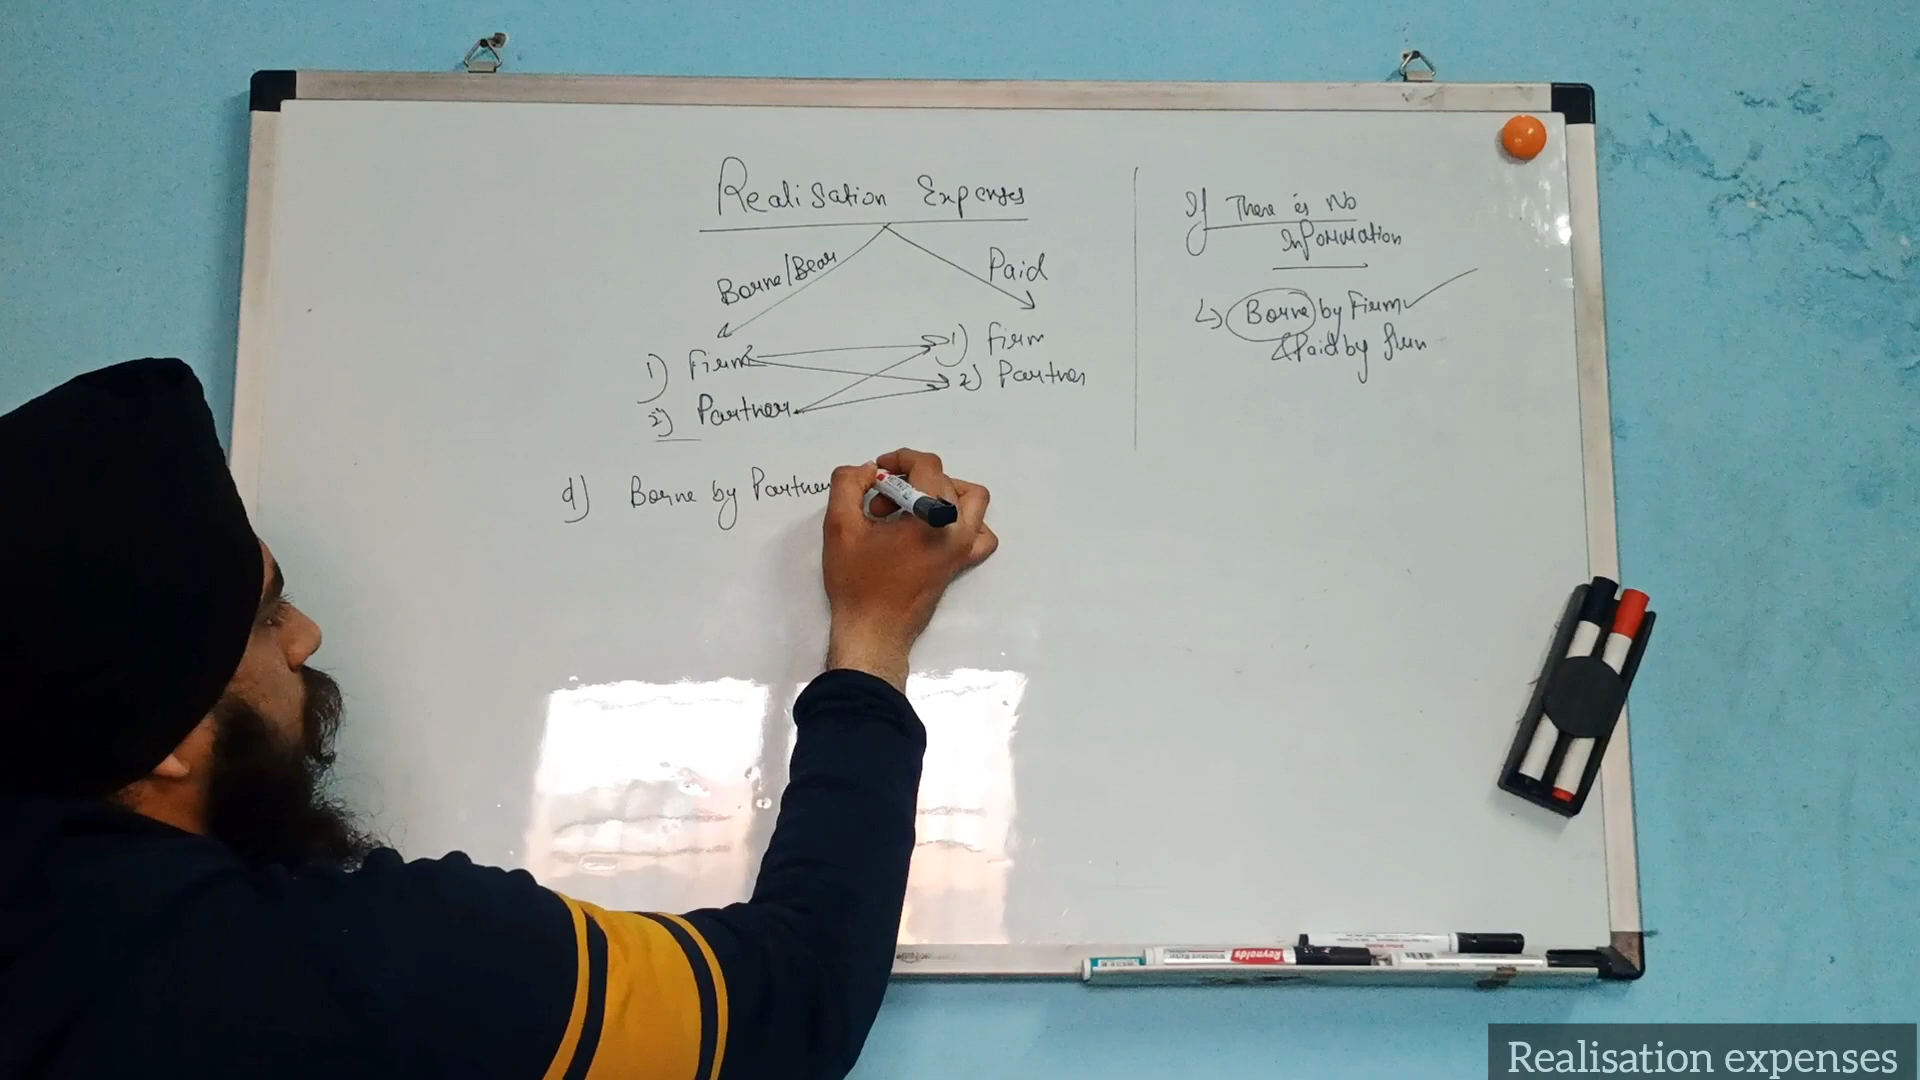 Realisation Expenses
Borne/Bear
Paid
1) Firm
2) Partner
1) Firm
2) Partner
d) Borne by Partner
If There is No
Information
↳ Borne by Firm ✓
& Paid by firm
Reynolds
Realisation expenses